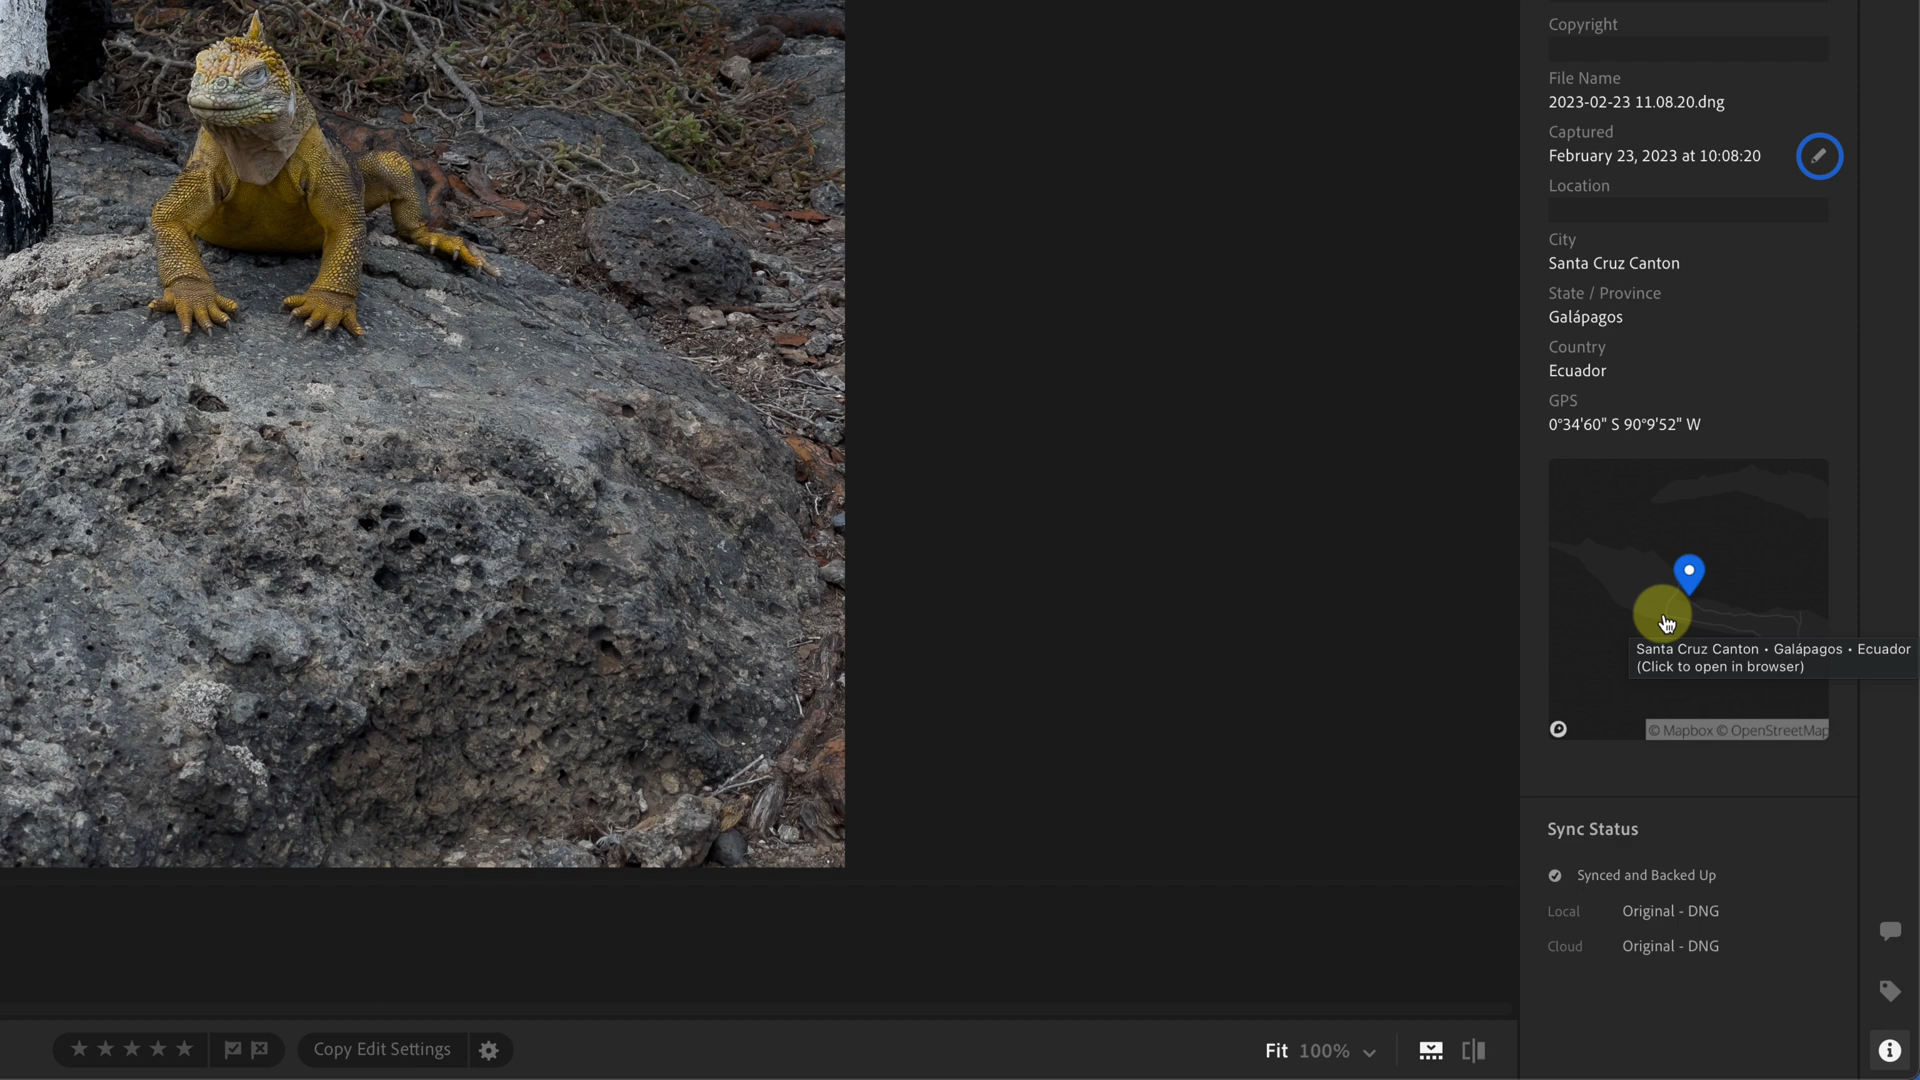 Copyright
File Name
2023-02-23 11.08.20.dng
Captured
February 23, 2023 at 10:08:20
Location
City
Santa Cruz Canton
State / Province
Galápagos
Country
Ecuador
GPS
0°34'60" S 90°9'52" W
Santa Cruz Canton • Galápagos • Ecuador
(Click to open in browser)
© Mapbox © OpenStreetMap
Sync Status
Synced and Backed Up
Local Original - DNG
Cloud Original - DNG
Copy Edit Settings
Fit 100%